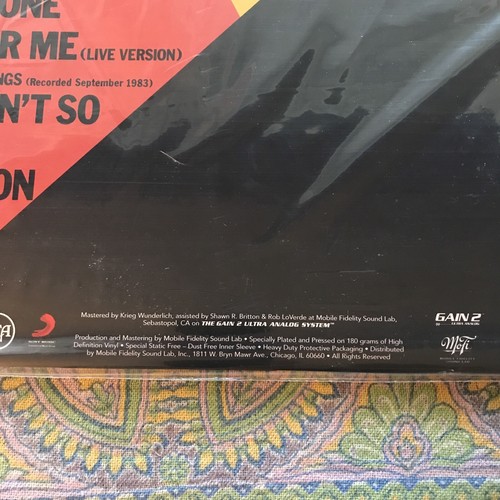 ONE
R ME (LIVE VERSION)
NGS (Recorded September 1983)
N'T SO
ON
Mastered by Krieg Wunderlich, assisted by Shawn R. Britton & Rob LoVerde at Mobile Fidelity Sound Lab,
Sebastopol, CA on THE GAIN 2 ULTRA ANALOG SYSTEM™
Production and Mastering by Mobile Fidelity Sound Lab • Specially Plated and Pressed on 180 grams of High
Definition Vinyl • Special Static Free – Dust Free Inner Sleeve • Heavy Duty Protective Packaging • Distributed
by Mobile Fidelity Sound Lab, Inc., 1811 W. Bryn Mawr Ave., Chicago, IL 60660 • All Rights Reserved
GAIN 2
SONY MUSIC
MOBILE FIDELITY